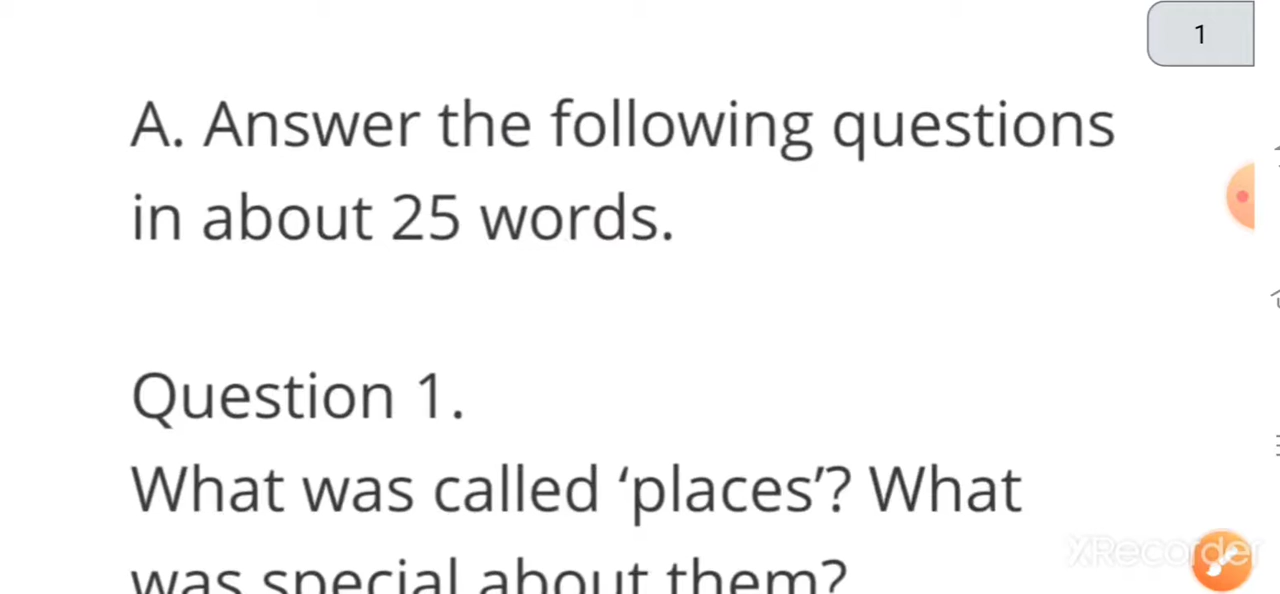 1
A. Answer the following questions
in about 25 words.
Question 1.
What was called ‘places’? What
was special about them?
XRecorder